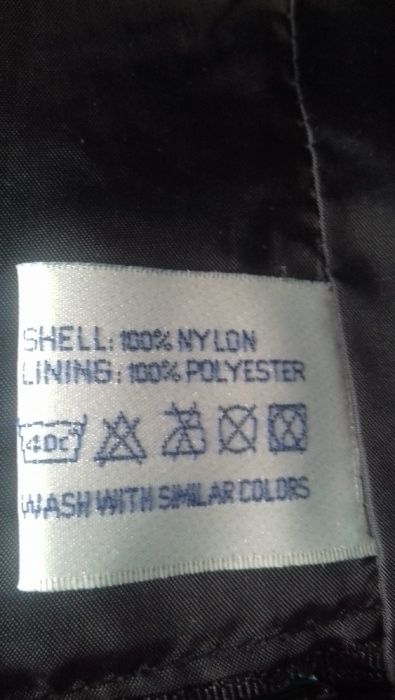 SHELL: 100% NYLON
LINING: 100% POLYESTER
40C
WASH WITH SIMILAR COLORS